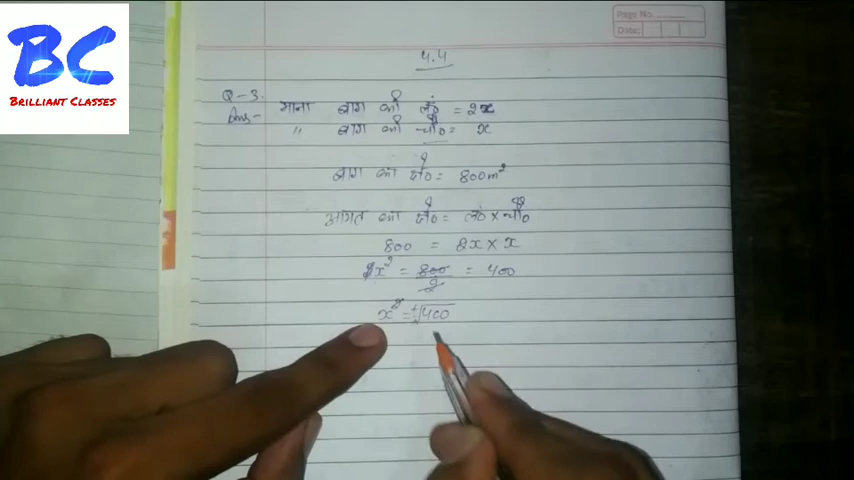 BC
BRILLIANT CLASSES
Page No.
Date:
4.4
Q-3.
Ans- माना बाग की लं० = 2x
" बाग की चौ० = x
बाग का क्षे० = 800m²
आयत का क्षे० = लं० × चौ०
800 = 2x × x
x² = 800/2 = 400
x = ±√400